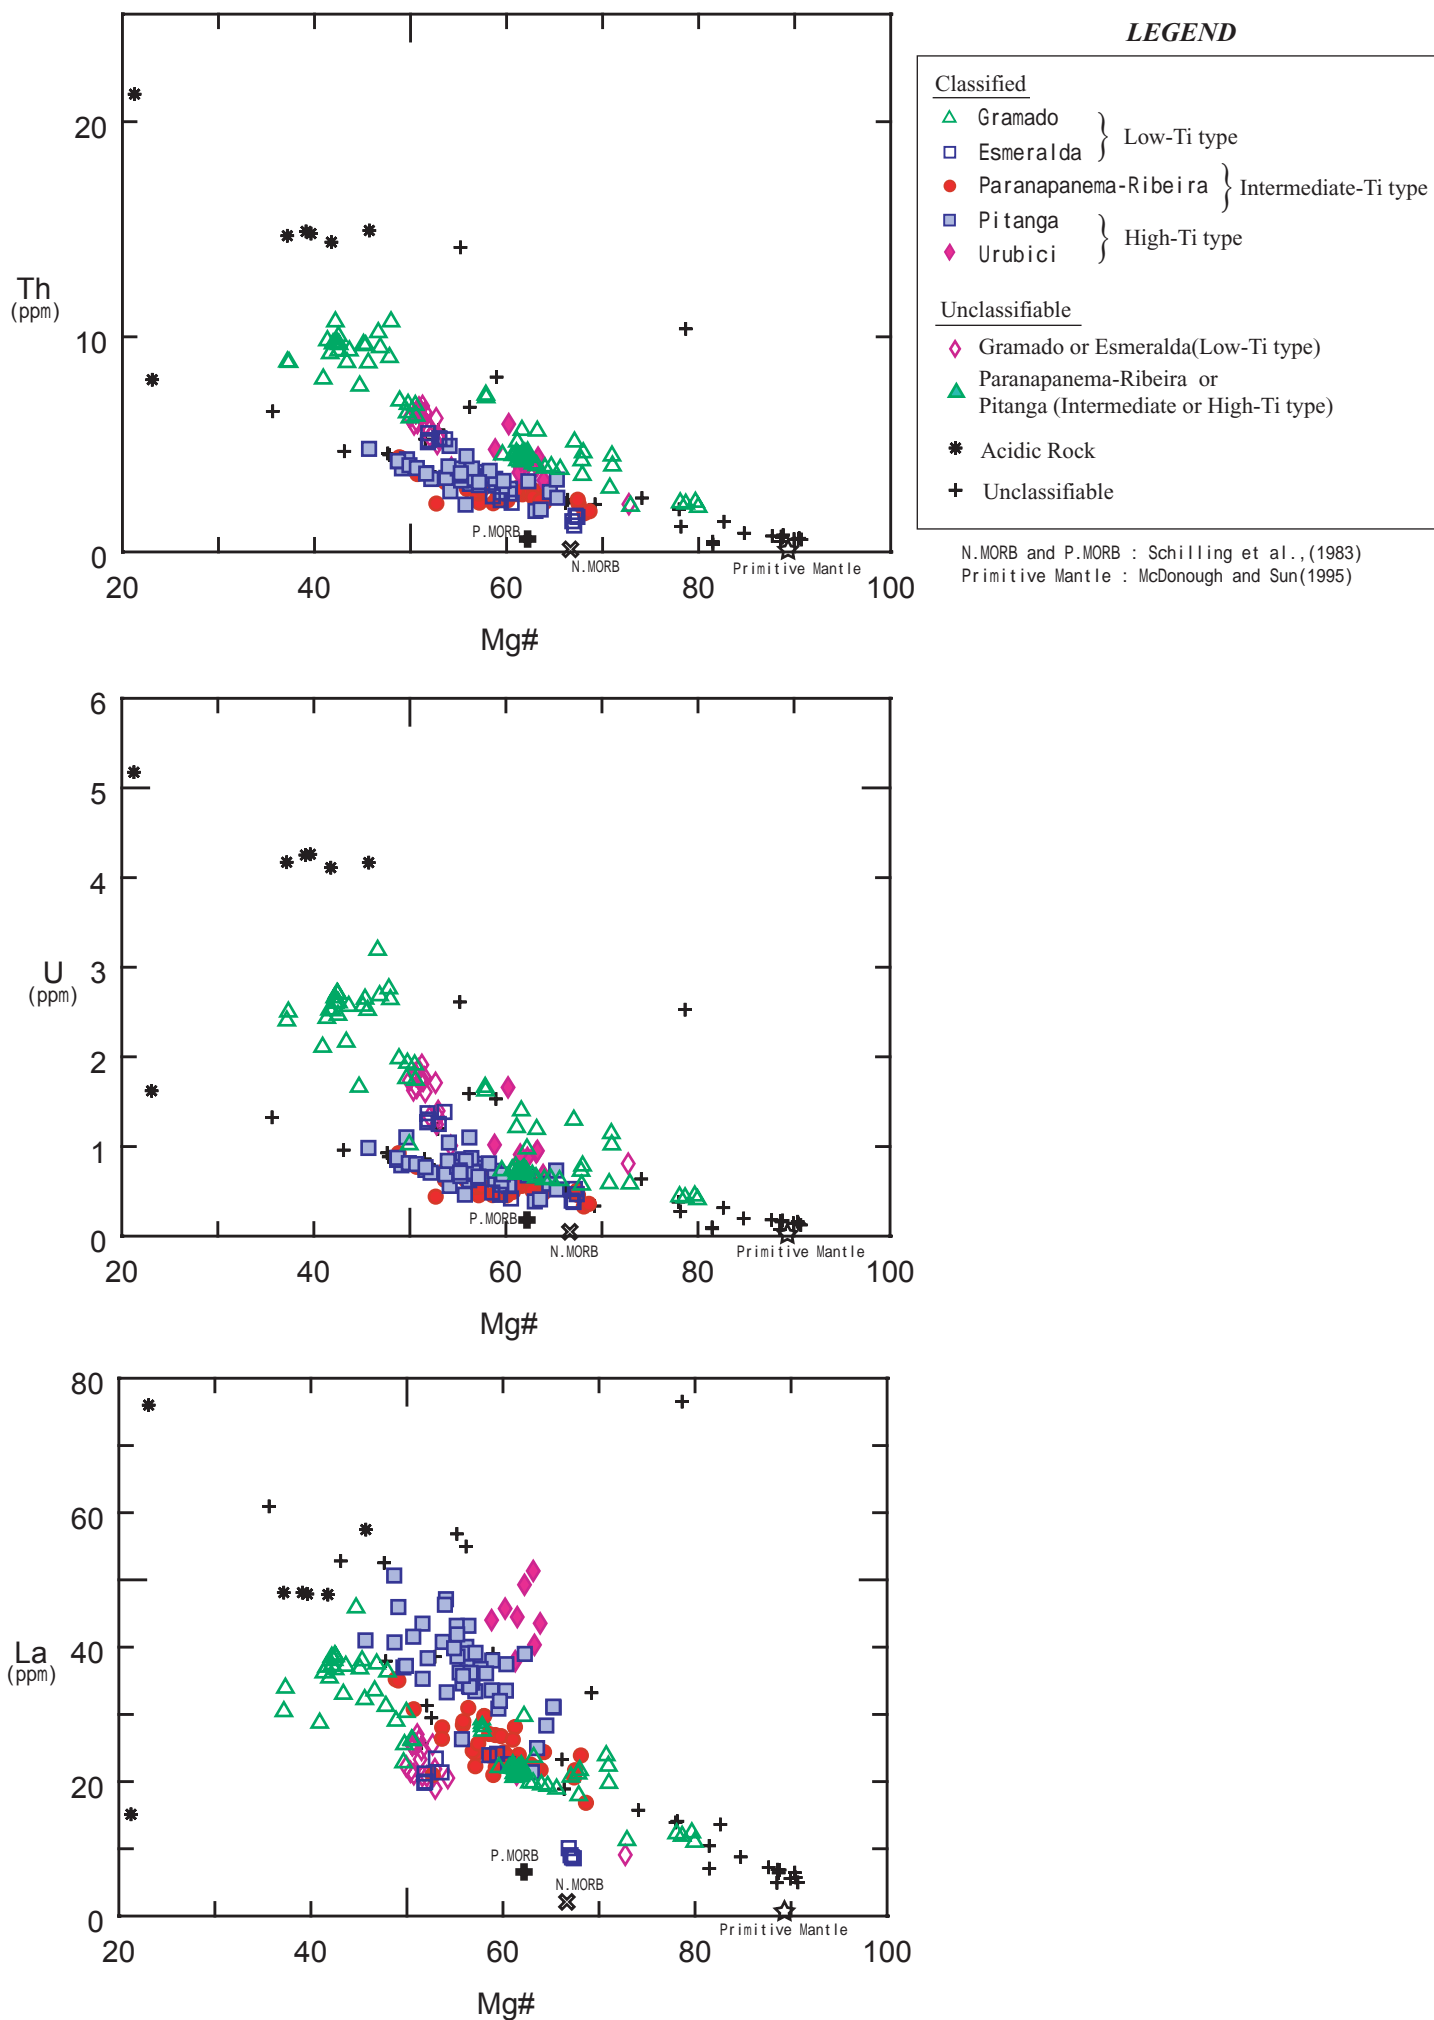 LEGEND
Classified
Gramado
Esmeralda
Low-Ti type
Paranapanema-Ribeira
Intermediate-Ti type
Pitanga
Urubici
High-Ti type
Unclassifiable
Gramado or Esmeralda(Low-Ti type)
Paranapanema-Ribeira or
Pitanga (Intermediate or High-Ti type)
Acidic Rock
Unclassifiable
N.MORB and P.MORB : Schilling et al.,(1983)
Primitive Mantle : McDonough and Sun(1995)
20
10
0
Th
(ppm)
P.MORB
N.MORB
Primitive Mantle
20 40 60 80 100
Mg#
6
5
4
3
2
1
0
U
(ppm)
P.MORB
N.MORB
Primitive Mantle
20 40 60 80 100
Mg#
80
60
40
20
0
La
(ppm)
P.MORB
N.MORB
Primitive Mantle
20 40 60 80 100
Mg#